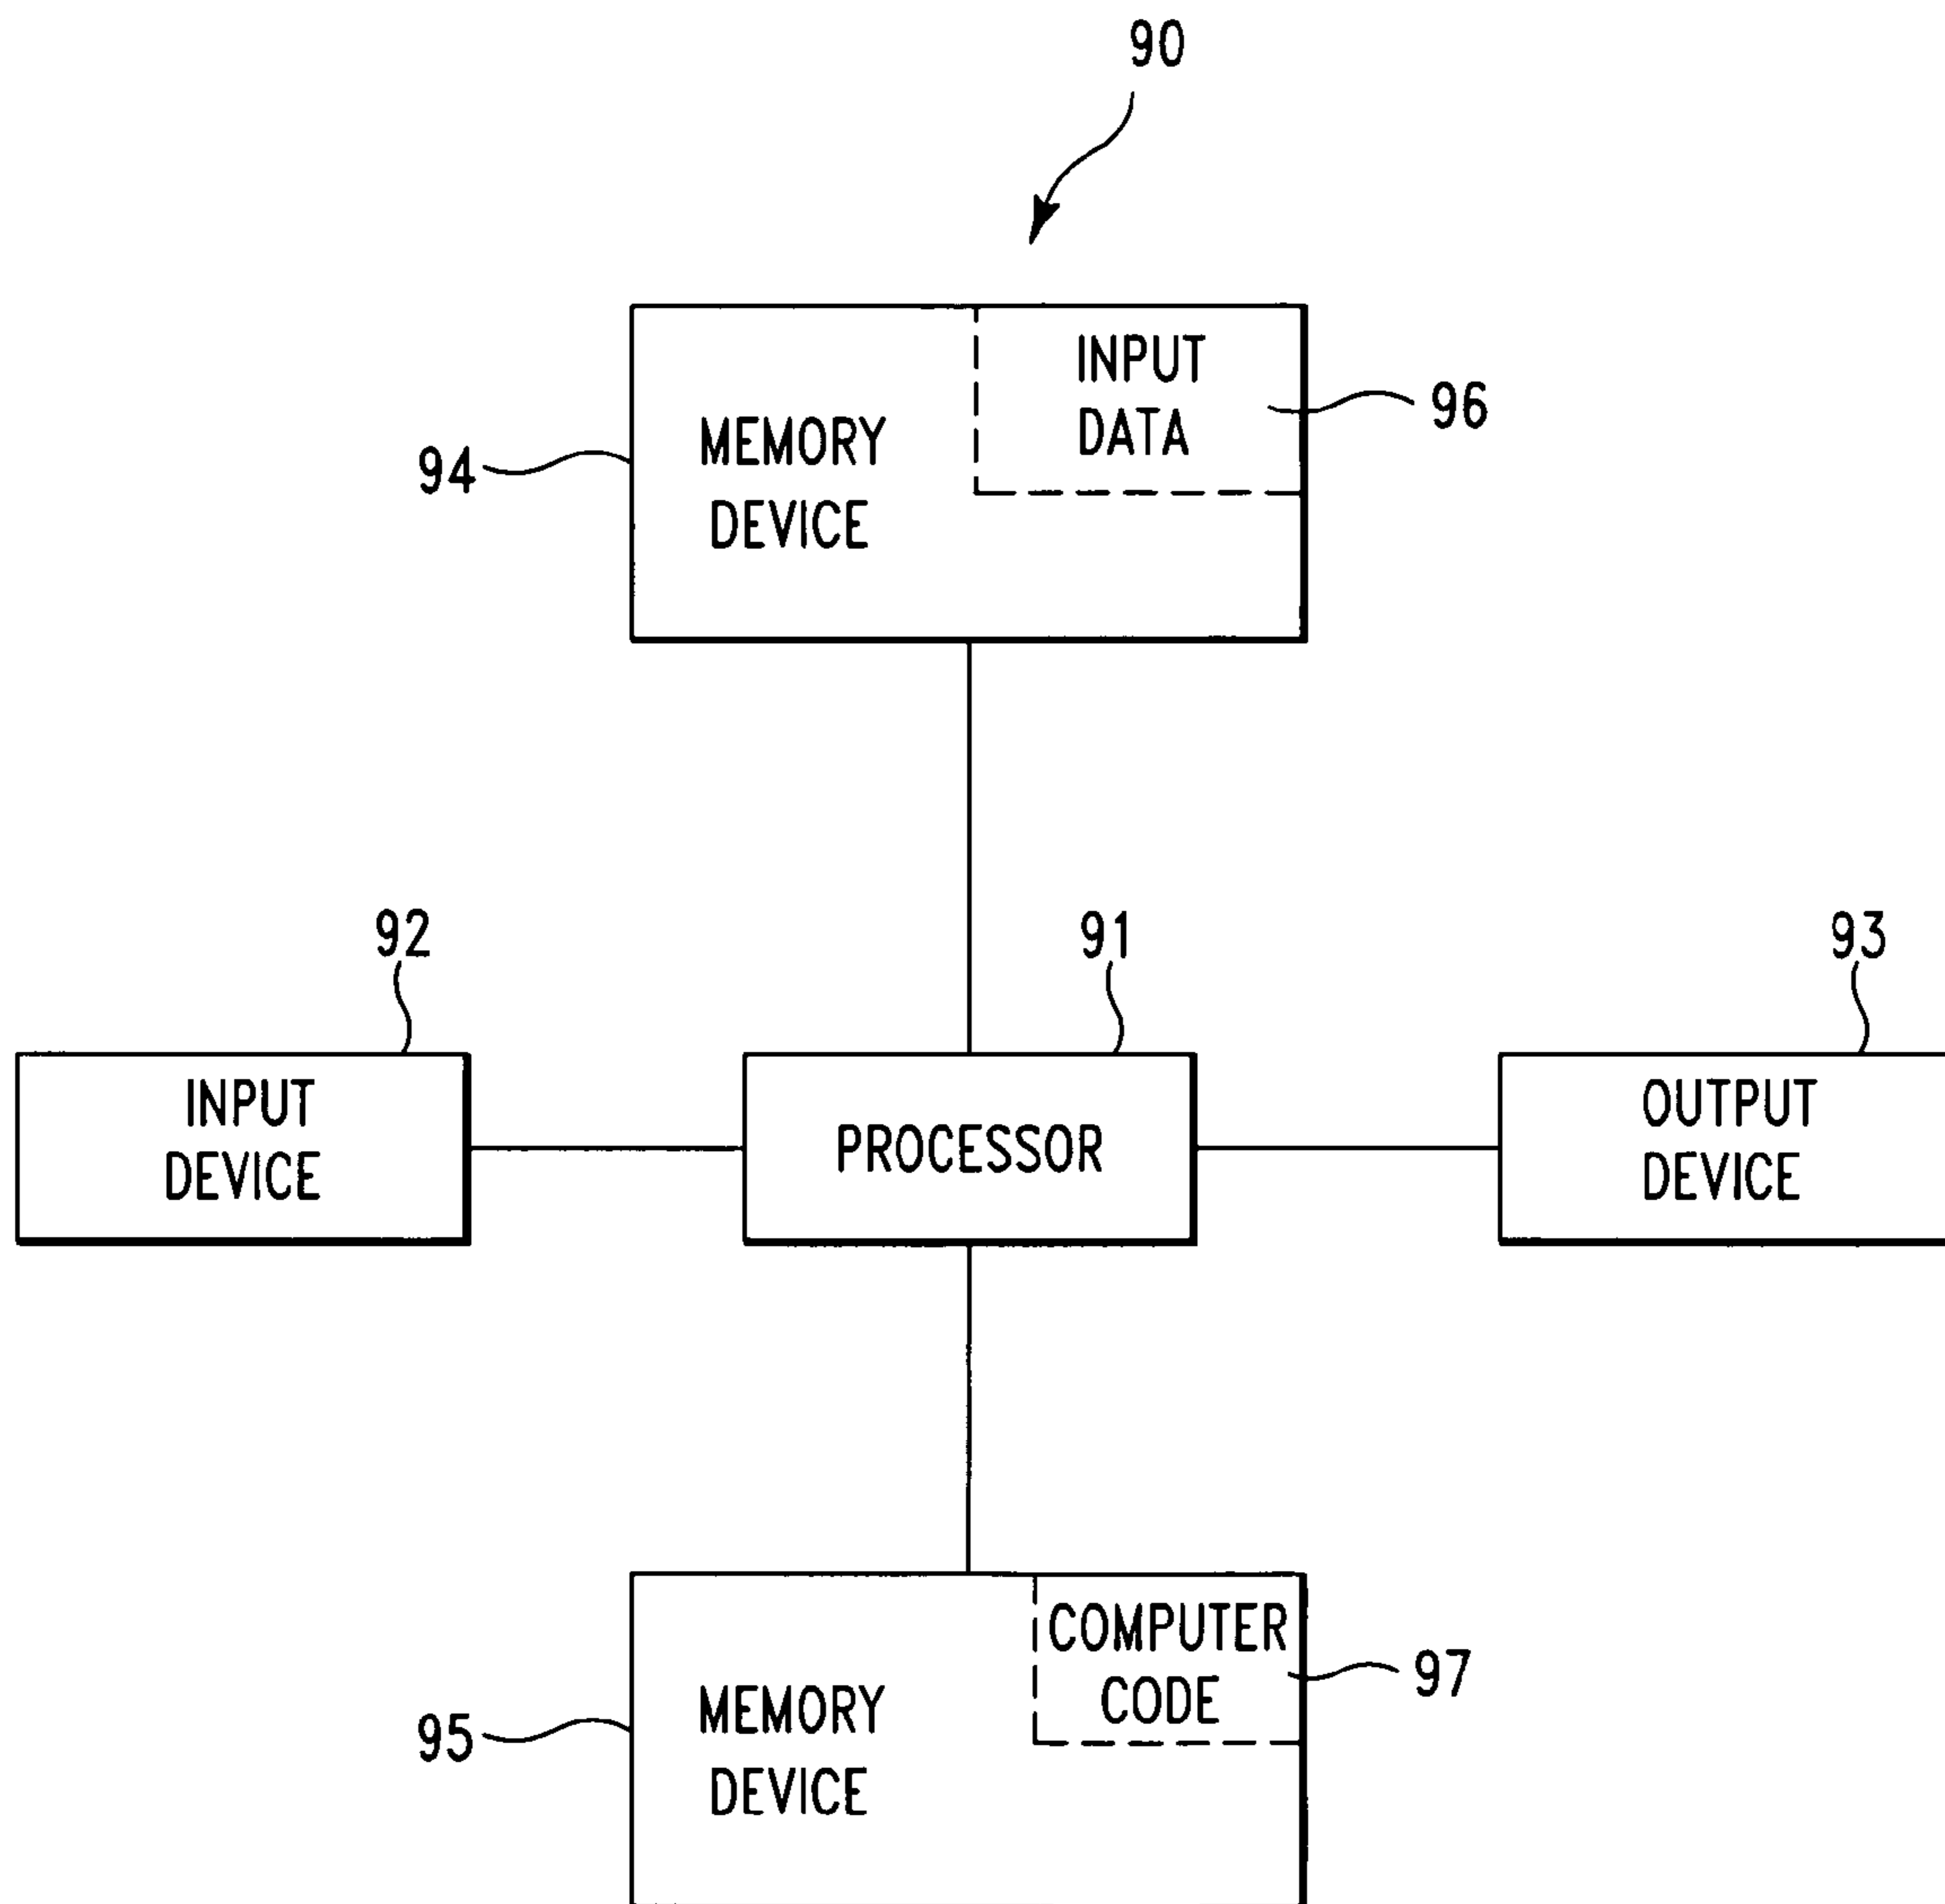 90
INPUT
DATA
96
MEMORY
DEVICE
94
92
91
93
INPUT
DEVICE
PROCESSOR
OUTPUT
DEVICE
COMPUTER
CODE
97
MEMORY
DEVICE
95